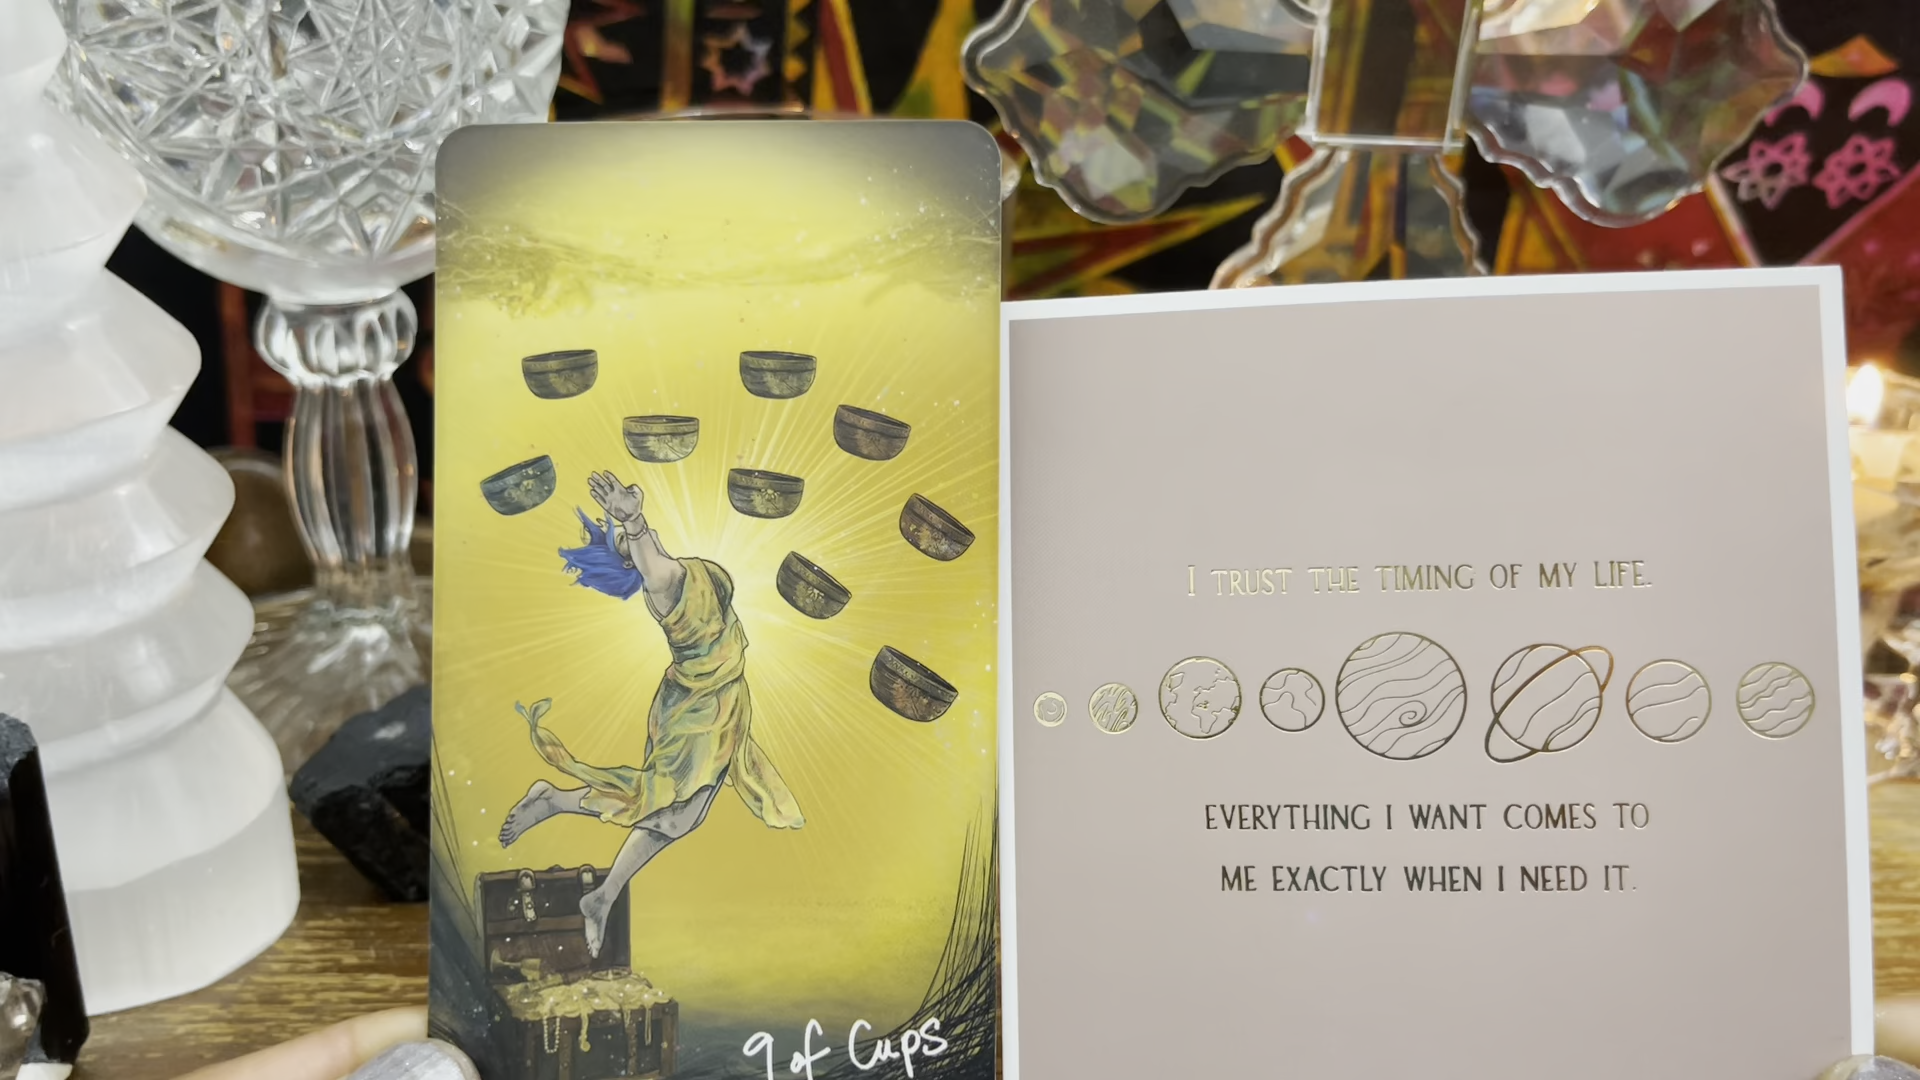 9 of Cups
I TRUST THE TIMING OF MY LIFE.
EVERYTHING I WANT COMES TO
ME EXACTLY WHEN I NEED IT.